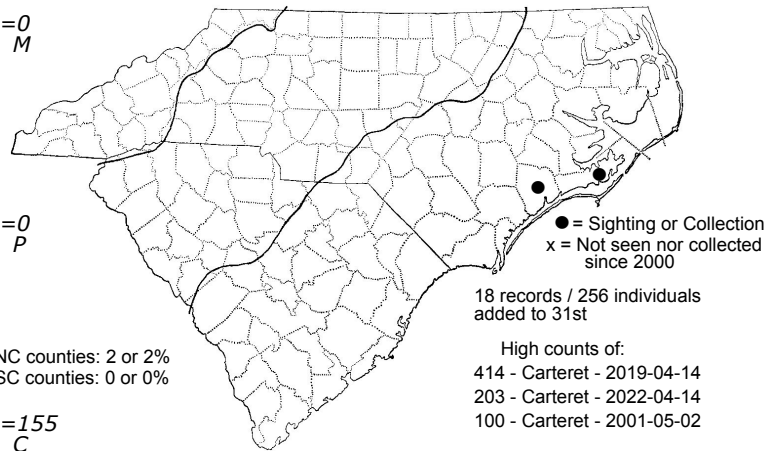 =0
M
=0
P
● = Sighting or Collection
x = Not seen nor collected
since 2000
18 records / 256 individuals
added to 31st
NC counties: 2 or 2%
SC counties: 0 or 0%
High counts of:
414 - Carteret - 2019-04-14
203 - Carteret - 2022-04-14
100 - Carteret - 2001-05-02
=155
C